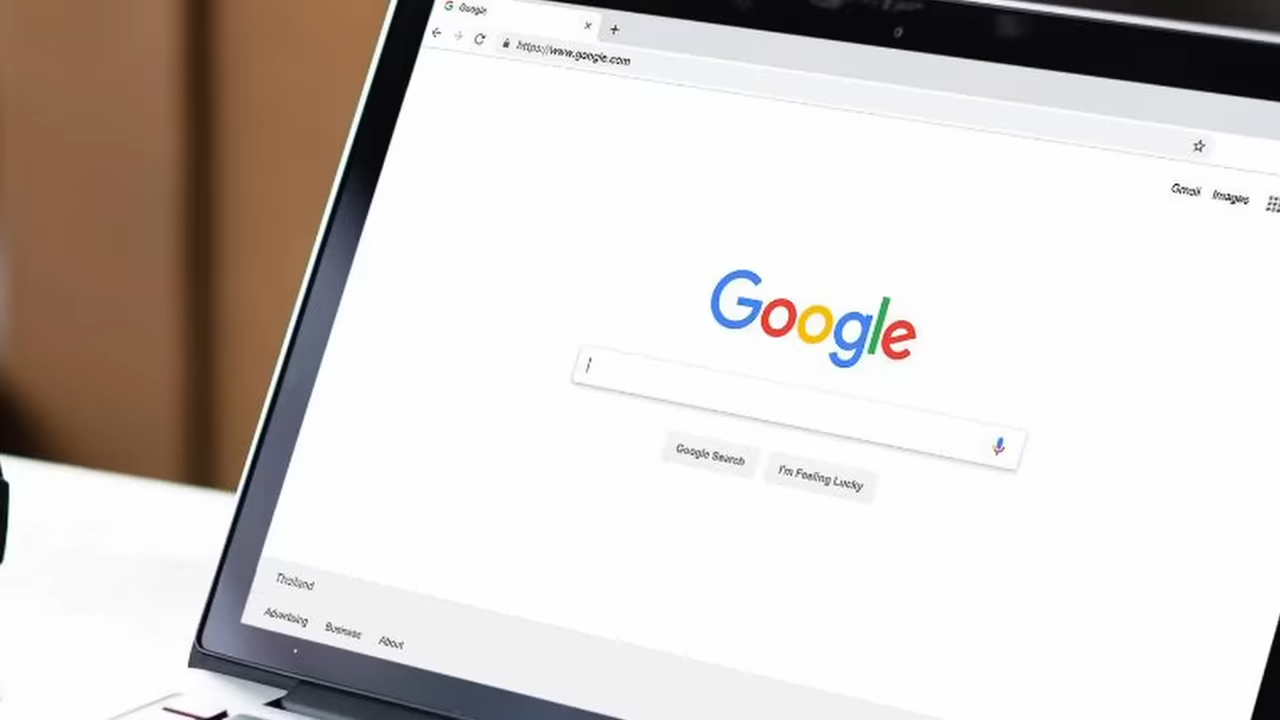 Google
https://www.google.com
Gmail Images
Google
Google Search I'm Feeling Lucky
Thailand
Advertising Business About